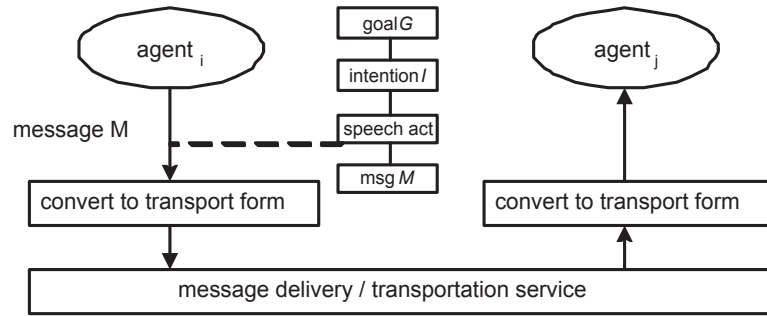 agent i
goal G
agent j
intention I
message M
speech act
msg M
convert to transport form
convert to transport form
message delivery / transportation service